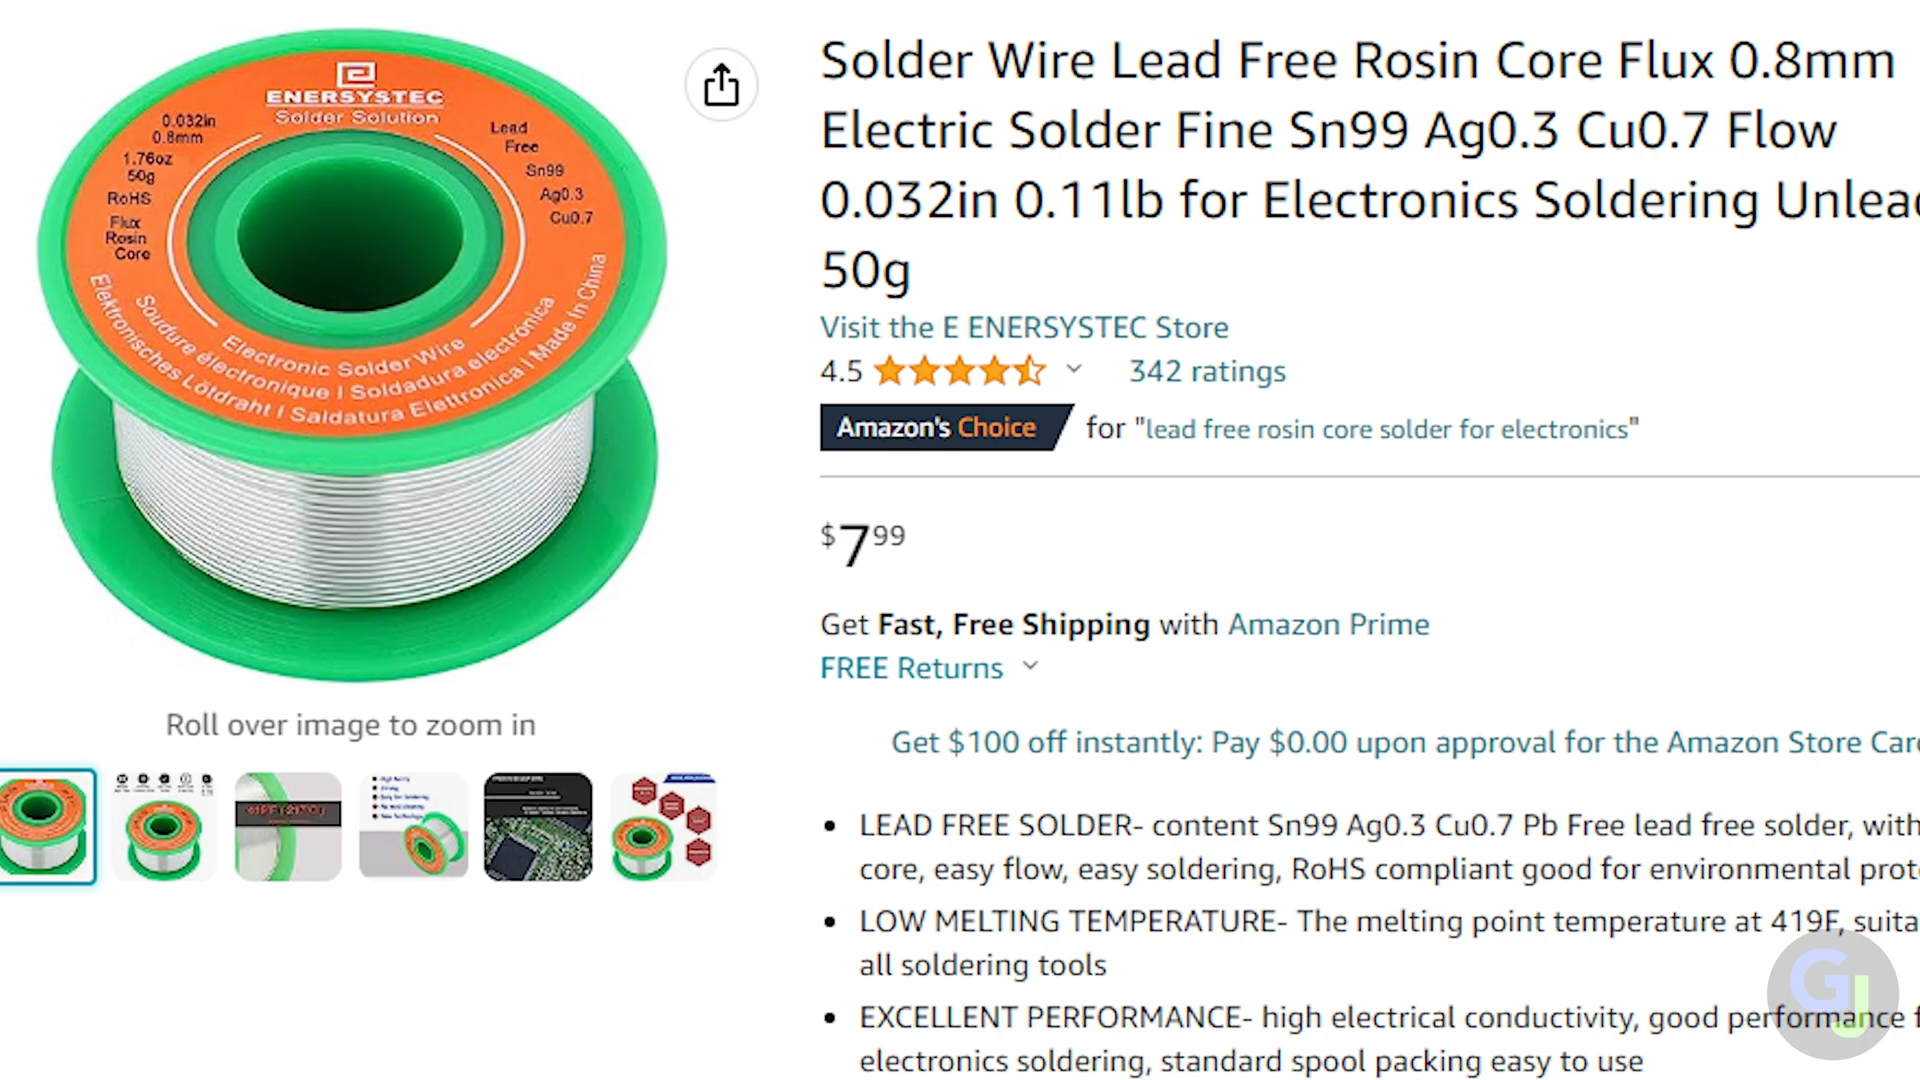 ENERSYSTEC
Solder Solution
0.032in
0.8mm
1.76oz
50g
RoHS
Flux
Rosin
Core
Lead
Free
Sn99
Ag0.3
Cu0.7
Electronic Solder Wire
Soudure électronique | Soldadura electrónica
Elektronisches Lötdraht | Saldatura Elettronica | Made In China
Roll over image to zoom in
Solder Wire Lead Free Rosin Core Flux 0.8mm
Electric Solder Fine Sn99 Ag0.3 Cu0.7 Flow
0.032in 0.11lb for Electronics Soldering Unlea
50g
Visit the E ENERSYSTEC Store
4.5 342 ratings
Amazon's Choice for "lead free rosin core solder for electronics"
$7 99
Get Fast, Free Shipping with Amazon Prime
FREE Returns
Get $100 off instantly: Pay $0.00 upon approval for the Amazon Store Car
• LEAD FREE SOLDER- content Sn99 Ag0.3 Cu0.7 Pb Free lead free solder, with
core, easy flow, easy soldering, RoHS compliant good for environmental prot
• LOW MELTING TEMPERATURE- The melting point temperature at 419F, suita
all soldering tools
• EXCELLENT PERFORMANCE- high electrical conductivity, good performance f
electronics soldering, standard spool packing easy to use
GJ